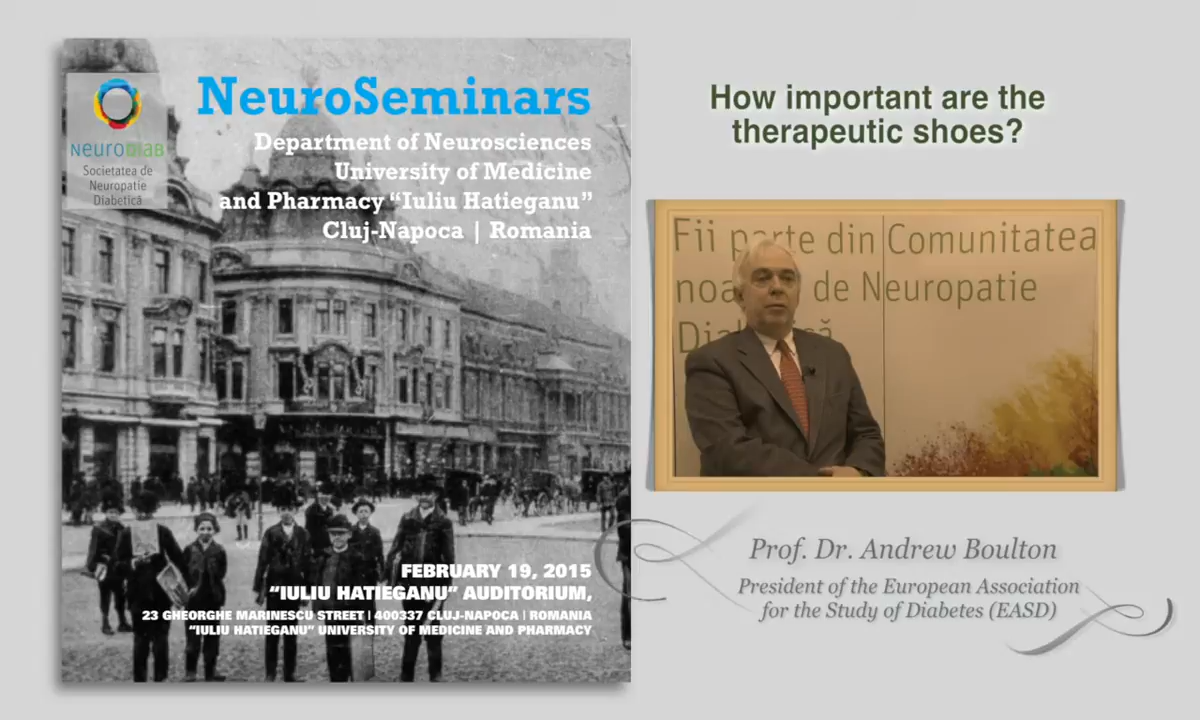 NeuroDiab
Societatea de
Neuropatie
Diabetică
NeuroSeminars
Department of Neurosciences
University of Medicine
and Pharmacy “Iuliu Hatieganu”
Cluj-Napoca | Romania
FEBRUARY 19, 2015
“IULIU HATIEGANU” AUDITORIUM,
23 GHEORGHE MARINESCU STREET | 400337 CLUJ-NAPOCA | ROMANIA
“IULIU HATIEGANU” UNIVERSITY OF MEDICINE AND PHARMACY
How important are the
therapeutic shoes?
Fii parte din Comunitatea
de Neuropatie
Prof. Dr. Andrew Boulton
President of the European Association
for the Study of Diabetes (EASD)